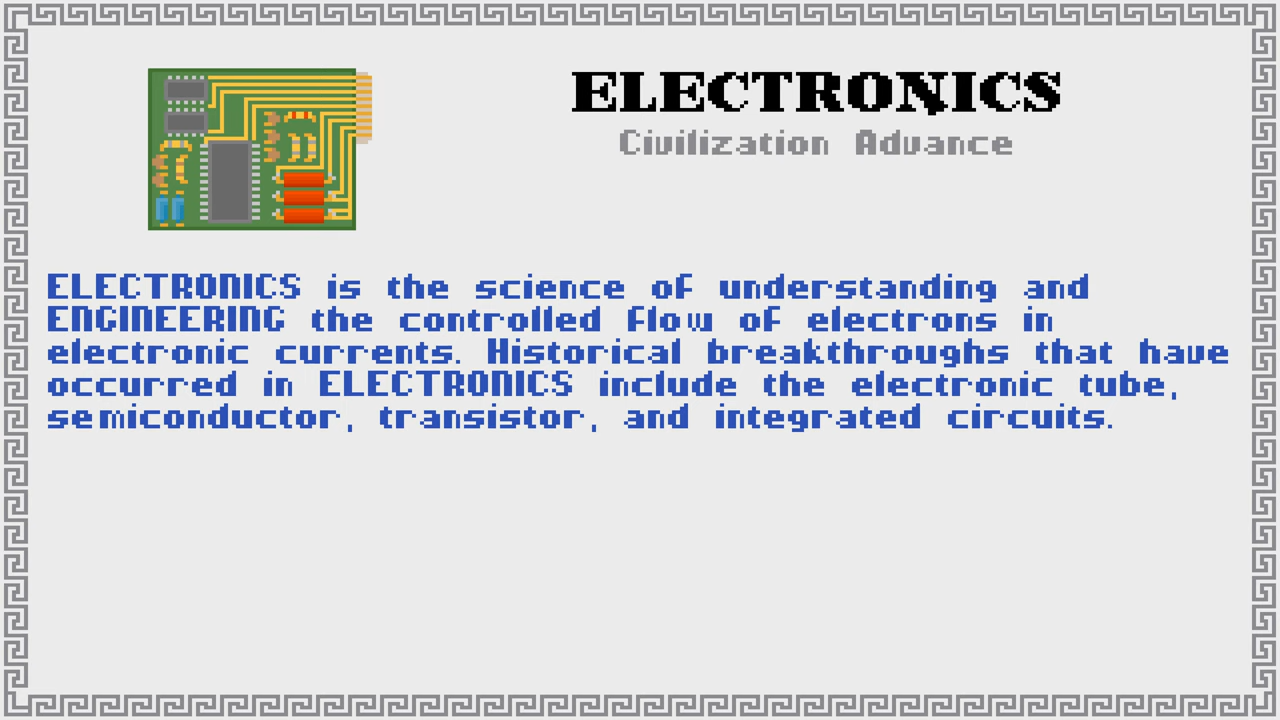 ELECTRONICS
Civilization Advance
ELECTRONICS is the science of understanding and
ENGINEERING the controlled flow of electrons in
electronic currents. Historical breakthroughs that have
occurred in ELECTRONICS include the electronic tube,
semiconductor, transistor, and integrated circuits.